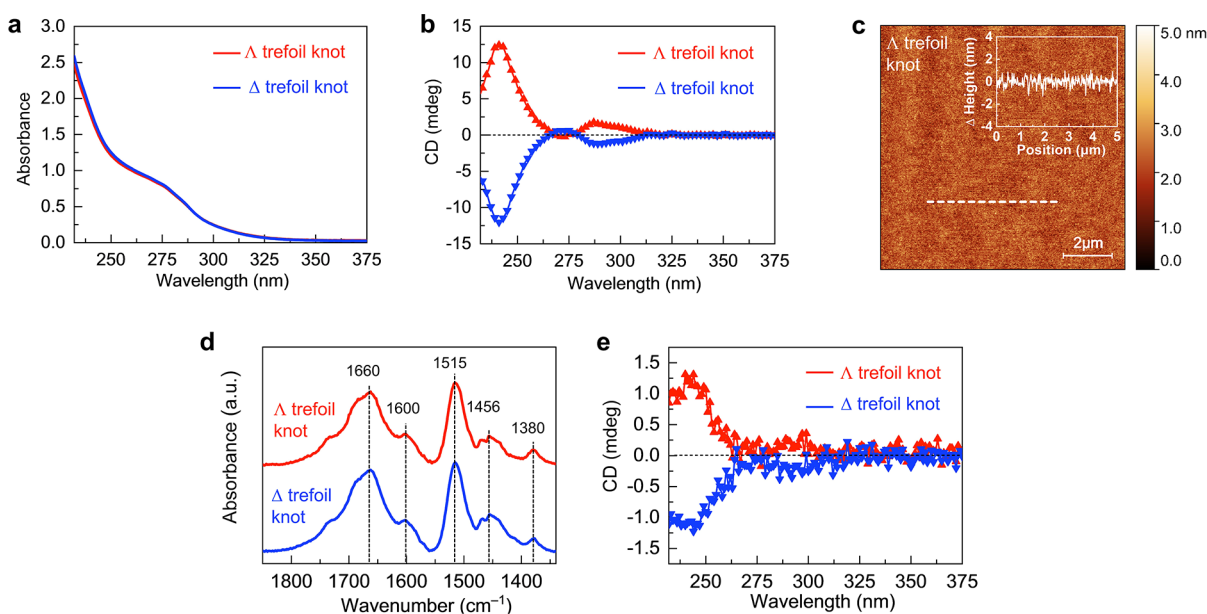 a
3.0
2.5
2.0
1.5
1.0
0.5
0.0
Absorbance
Λ trefoil knot
Δ trefoil knot
250 275 300 325 350 375
Wavelength (nm)
b
15
10
5
0
-5
-10
15
CD (mdeg)
Λ trefoil knot
Δ trefoil knot
250 275 300 325 350 375
Wavelength (nm)
c
Λ trefoil
knot
4
2
0
-2
-4
Δ Height (nm)
0 1 2 3 4 5
Position (µm)
2µm
5.0 nm
4.0
3.0
2.0
1.0
0.0
d
1660
1600
1515
1456
1380
Λ trefoil
knot
Δ trefoil
knot
Absorbance (a.u.)
1800 1700 1600 1500 1400
Wavenumber (cm⁻¹)
e
1.5
1.0
0.5
0.0
-0.5
-1.0
-1.5
CD (mdeg)
Λ trefoil knot
Δ trefoil knot
250 275 300 325 350 375
Wavelength (nm)